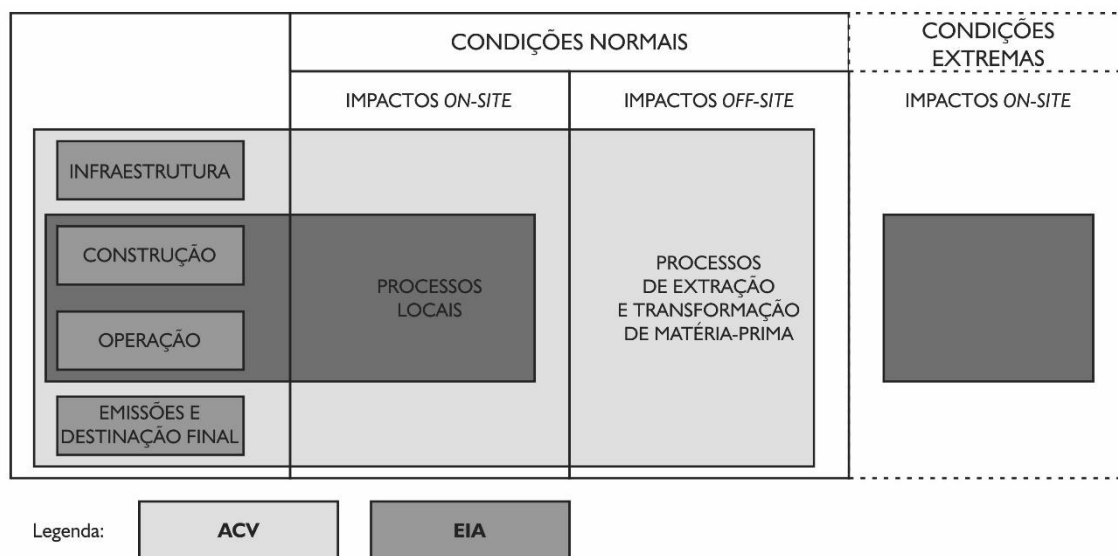 CONDIÇÕES NORMAIS
CONDIÇÕES
EXTREMAS
IMPACTOS ON-SITE
IMPACTOS OFF-SITE
IMPACTOS ON-SITE
INFRAESTRUTURA
CONSTRUÇÃO
OPERAÇÃO
EMISSÕES E
DESTINAÇÃO FINAL
PROCESSOS
LOCAIS
PROCESSOS
DE EXTRAÇÃO
E TRANSFORMAÇÃO
DE MATÉRIA-PRIMA
Legenda:
ACV
EIA